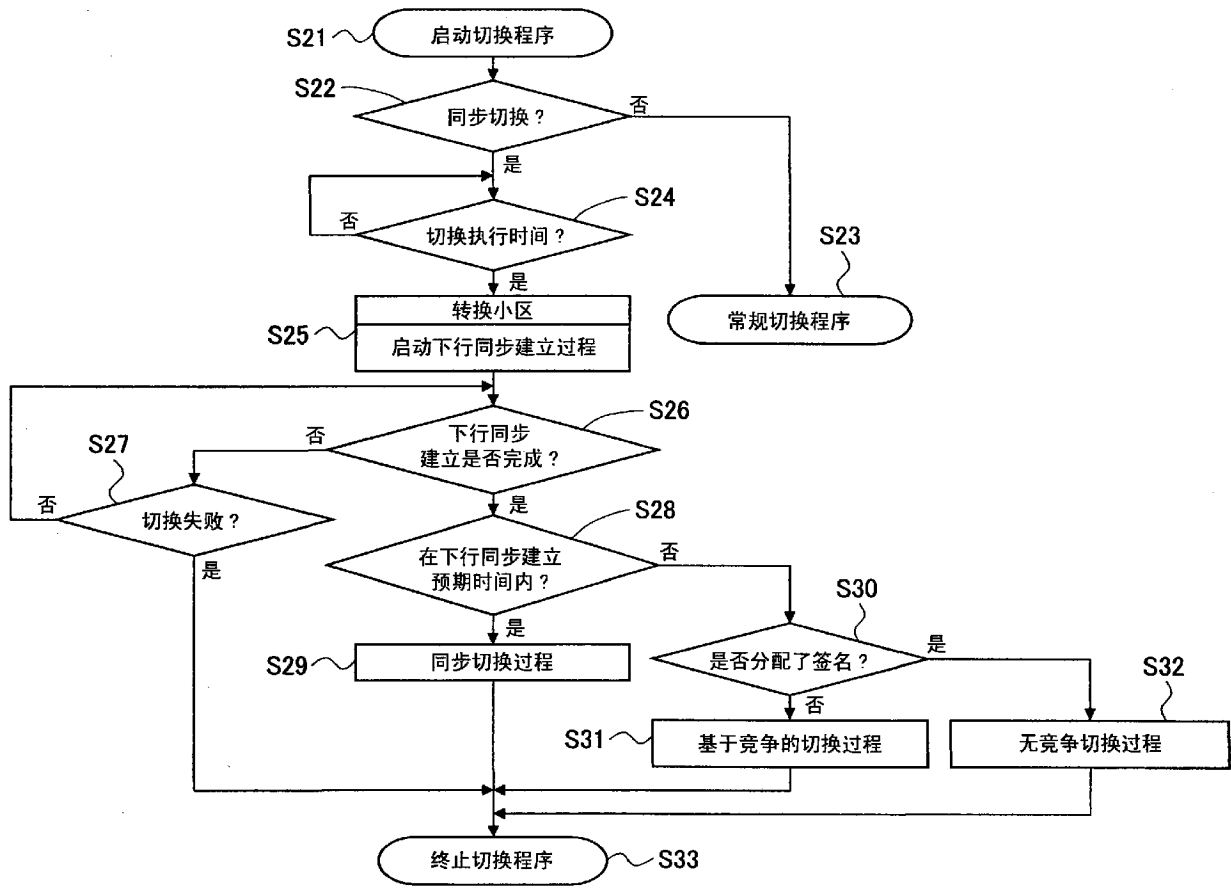 S21
启动切换程序
S22
同步切换？
否
是
S24
否
切换执行时间？
S23
是
转换小区
常规切换程序
S25
启动下行同步建立过程
S26
S27
否
下行同步
建立是否完成？
否
切换失败？
是
S28
是
在下行同步建立
预期时间内？
否
S30
是
S29
同步切换过程
是否分配了签名？
是
S32
否
S31
基于竞争的切换过程
无竞争切换过程
终止切换程序
S33